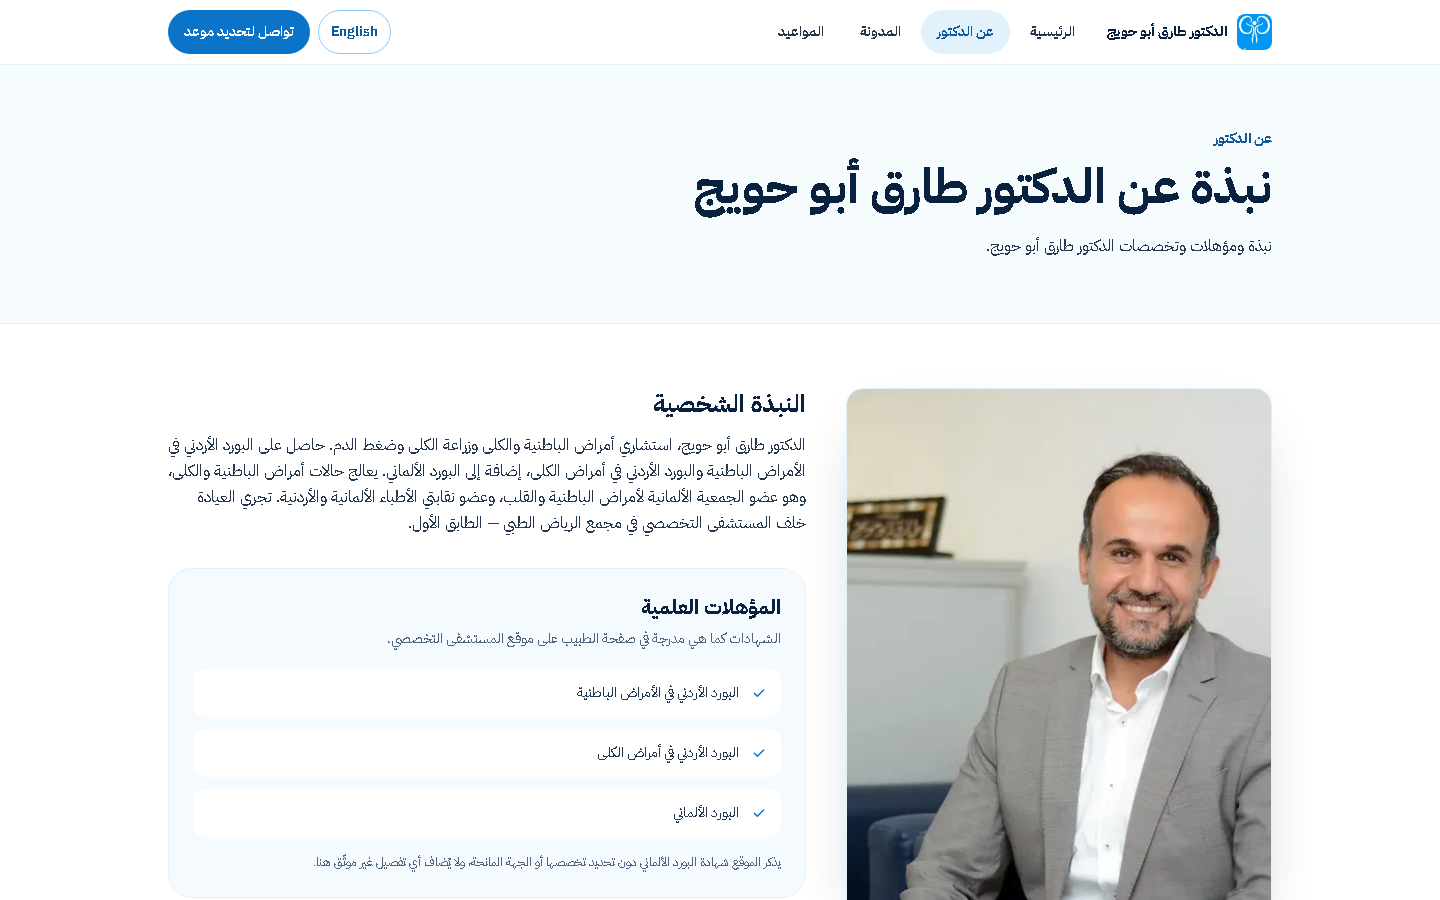 الدكتور طارق أبو حويج
الرئيسية
عن الدكتور
المدونة
المواعيد
English
تواصل لتحديد موعد
عن الدكتور
نبذة عن الدكتور طارق أبو حويج
نبذة ومؤهلات وتخصصات الدكتور طارق أبو حويج.
النبذة الشخصية
الدكتور طارق أبو حويج، استشاري أمراض الباطنية والكلى وزراعة الكلى وضغط الدم. حاصل على البورد الأردني في
الأمراض الباطنية والبورد الأردني في أمراض الكلى، إضافة إلى البورد الألماني. يعالج حالات أمراض الباطنية والكلى،
وهو عضو الجمعية الألمانية لأمراض الباطنية والقلب، وعضو نقابتي الأطباء الألمانية والأردنية. تجري العيادة
خلف المستشفى التخصصي في مجمع الرياض الطبي — الطابق الأول.
المؤهلات العلمية
الشهادات كما هي مدرجة في صفحة الطبيب على موقع المستشفى التخصصي.
البورد الأردني في الأمراض الباطنية
البورد الأردني في أمراض الكلى
البورد الألماني
يذكر الموقع شهادة البورد الألماني دون تحديد تخصصها أو الجهة المانحة، ولا يُضاف أي تفصيل غير موثّق هنا.